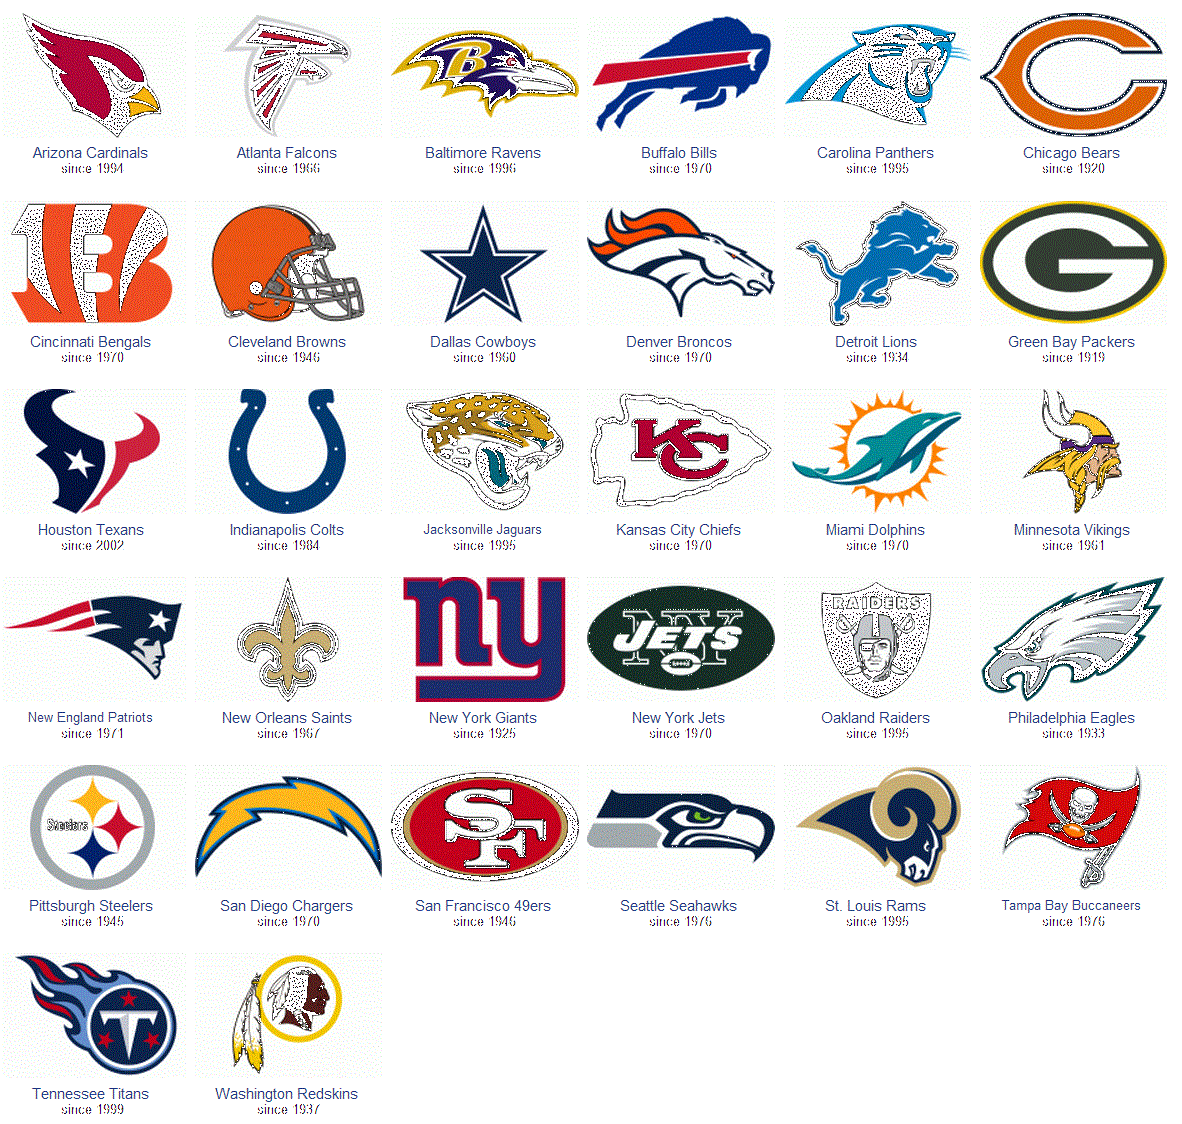 B
Arizona Cardinals
since 1994
Atlanta Falcons
since 1966
Baltimore Ravens
since 1996
Buffalo Bills
since 1970
Carolina Panthers
since 1995
Chicago Bears
since 1920
Cincinnati Bengals
since 1970
Cleveland Browns
since 1946
Dallas Cowboys
since 1960
Denver Broncos
since 1970
Detroit Lions
since 1934
G
Green Bay Packers
since 1919
Houston Texans
since 2002
Indianapolis Colts
since 1984
Jacksonville Jaguars
since 1995
KC
Kansas City Chiefs
since 1970
Miami Dolphins
since 1970
Minnesota Vikings
since 1961
New England Patriots
since 1971
New Orleans Saints
since 1967
ny
New York Giants
since 1925
NY
JETS
New York Jets
since 1970
RAIDERS
Oakland Raiders
since 1995
Philadelphia Eagles
since 1933
Steelers
Pittsburgh Steelers
since 1945
San Diego Chargers
since 1970
SF
San Francisco 49ers
since 1946
Seattle Seahawks
since 1976
St. Louis Rams
since 1995
Tampa Bay Buccaneers
since 1976
T
Tennessee Titans
since 1999
Washington Redskins
since 1937